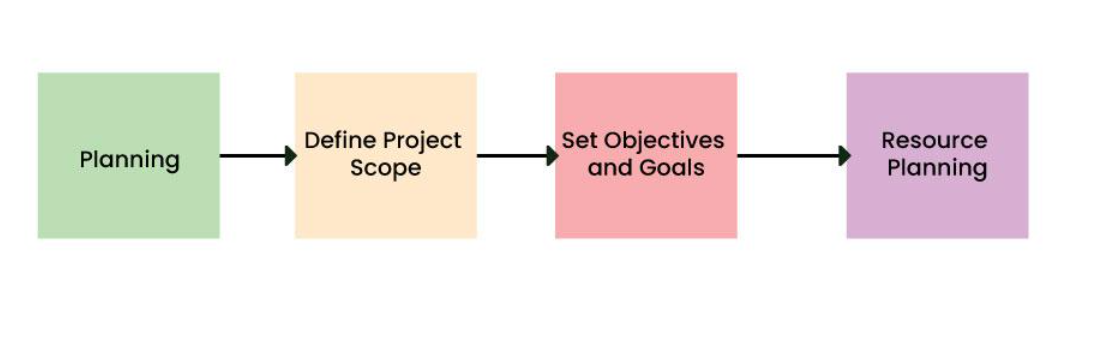 Planning
Define Project
Scope
Set Objectives
and Goals
Resource
Planning